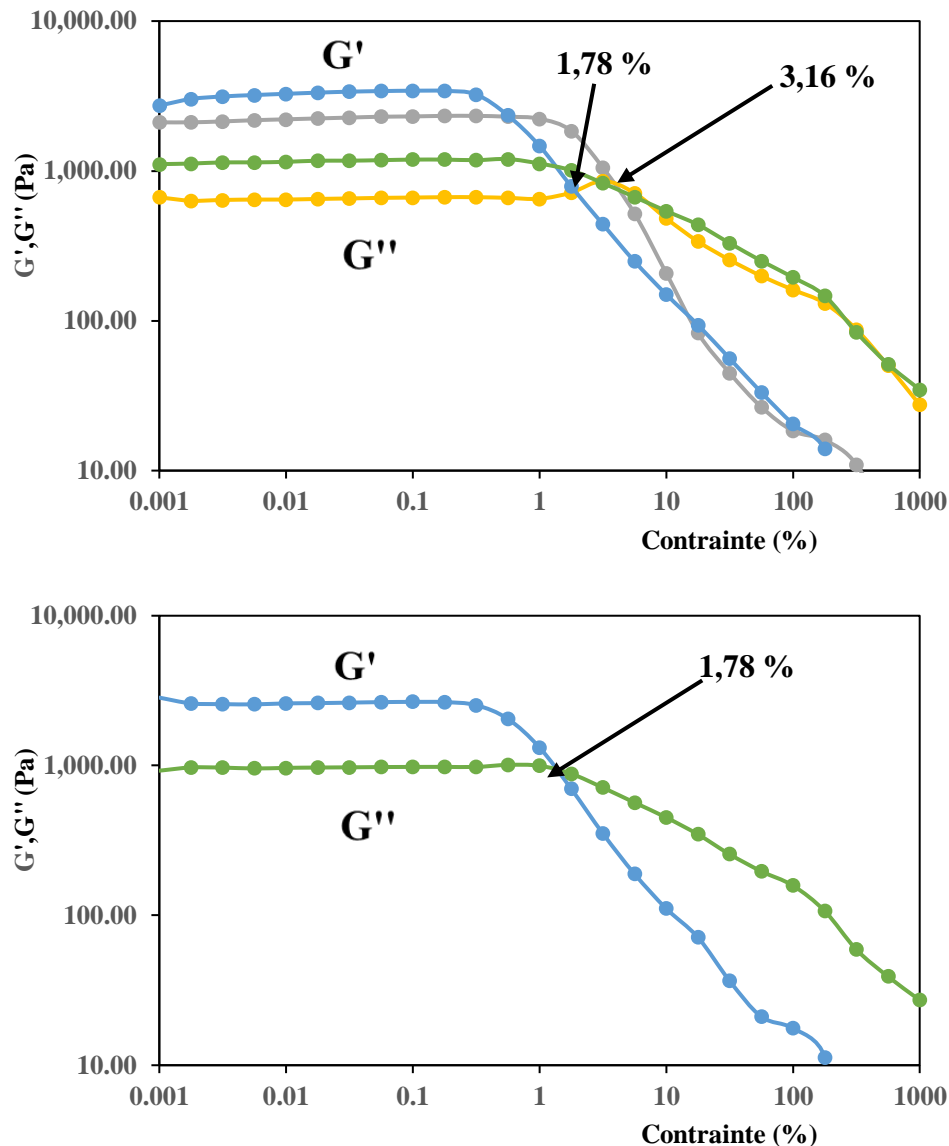 10,000.00
G'
1,78 %
3,16 %
1,000.00
G',G'' (Pa)
G''
100.00
10.00
0.001 0.01 0.1 1 10 100 1000
Contrainte (%)
10,000.00
G'
1,78 %
1,000.00
G',G'' (Pa)
G''
100.00
10.00
0.001 0.01 0.1 1 10 100 1000
Contrainte (%)